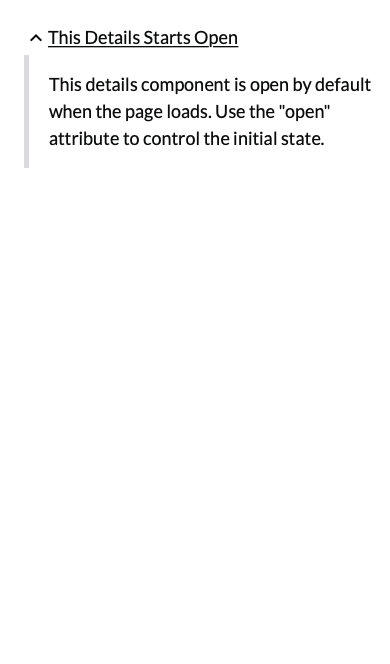 This Details Starts Open
This details component is open by default
when the page loads. Use the "open"
attribute to control the initial state.